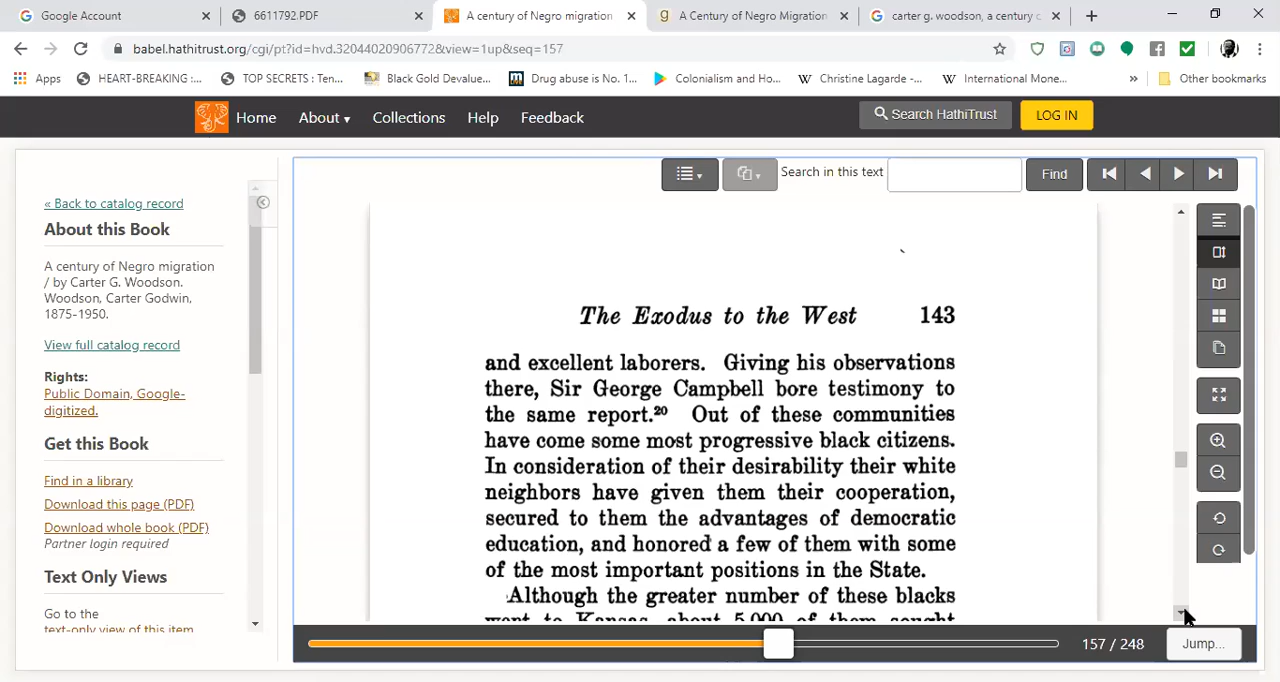 Google Account
6611792.PDF
A century of Negro migration
A Century of Negro Migration
carter g. woodson, a century c
babel.hathitrust.org/cgi/pt?id=hvd.32044020906772&view=1up&seq=157
Apps
HEART-BREAKING :...
TOP SECRETS : Ten...
Black Gold Devalue...
Drug abuse is No. 1...
Colonialism and Ho...
Christine Lagarde -...
International Mone...
»
Other bookmarks
Home
About ▾
Collections
Help
Feedback
Search HathiTrust
LOG IN
« Back to catalog record
About this Book
A century of Negro migration
/ by Carter G. Woodson.
Woodson, Carter Godwin,
1875-1950.
View full catalog record
Rights:
Public Domain, Google-
digitized.
Get this Book
Find in a library
Download this page (PDF)
Download whole book (PDF)
Partner login required
Text Only Views
Go to the
text-only view of this item
Search in this text
Find
The Exodus to the West 143
and excellent laborers. Giving his observations
there, Sir George Campbell bore testimony to
the same report.²⁰ Out of these communities
have come some most progressive black citizens.
In consideration of their desirability their white
neighbors have given them their cooperation,
secured to them the advantages of democratic
education, and honored a few of them with some
of the most important positions in the State.
Although the greater number of these blacks
went to Kansas, about 5,000 of them sought
157 / 248
Jump...